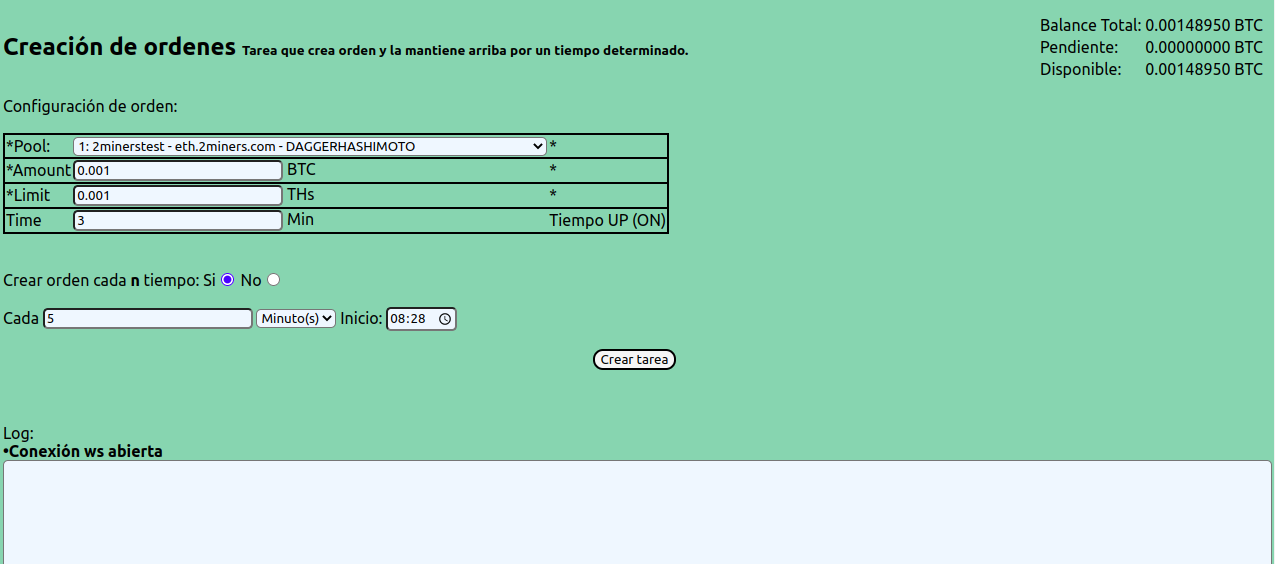 Balance Total: 0.00148950 BTC
Pendiente: 0.00000000 BTC
Disponible: 0.00148950 BTC
Creación de ordenes Tarea que crea orden y la mantiene arriba por un tiempo determinado.
Configuración de orden:
*Pool: 1: 2minerstest - eth.2miners.com - DAGGERHASHIMOTO *
*Amount 0.001 BTC *
*Limit 0.001 THs *
Time 3 Min Tiempo UP (ON)
Crear orden cada n tiempo: Si No
Cada 5 Minuto(s) Inicio: 08:28
Crear tarea
Log:
•Conexión ws abierta